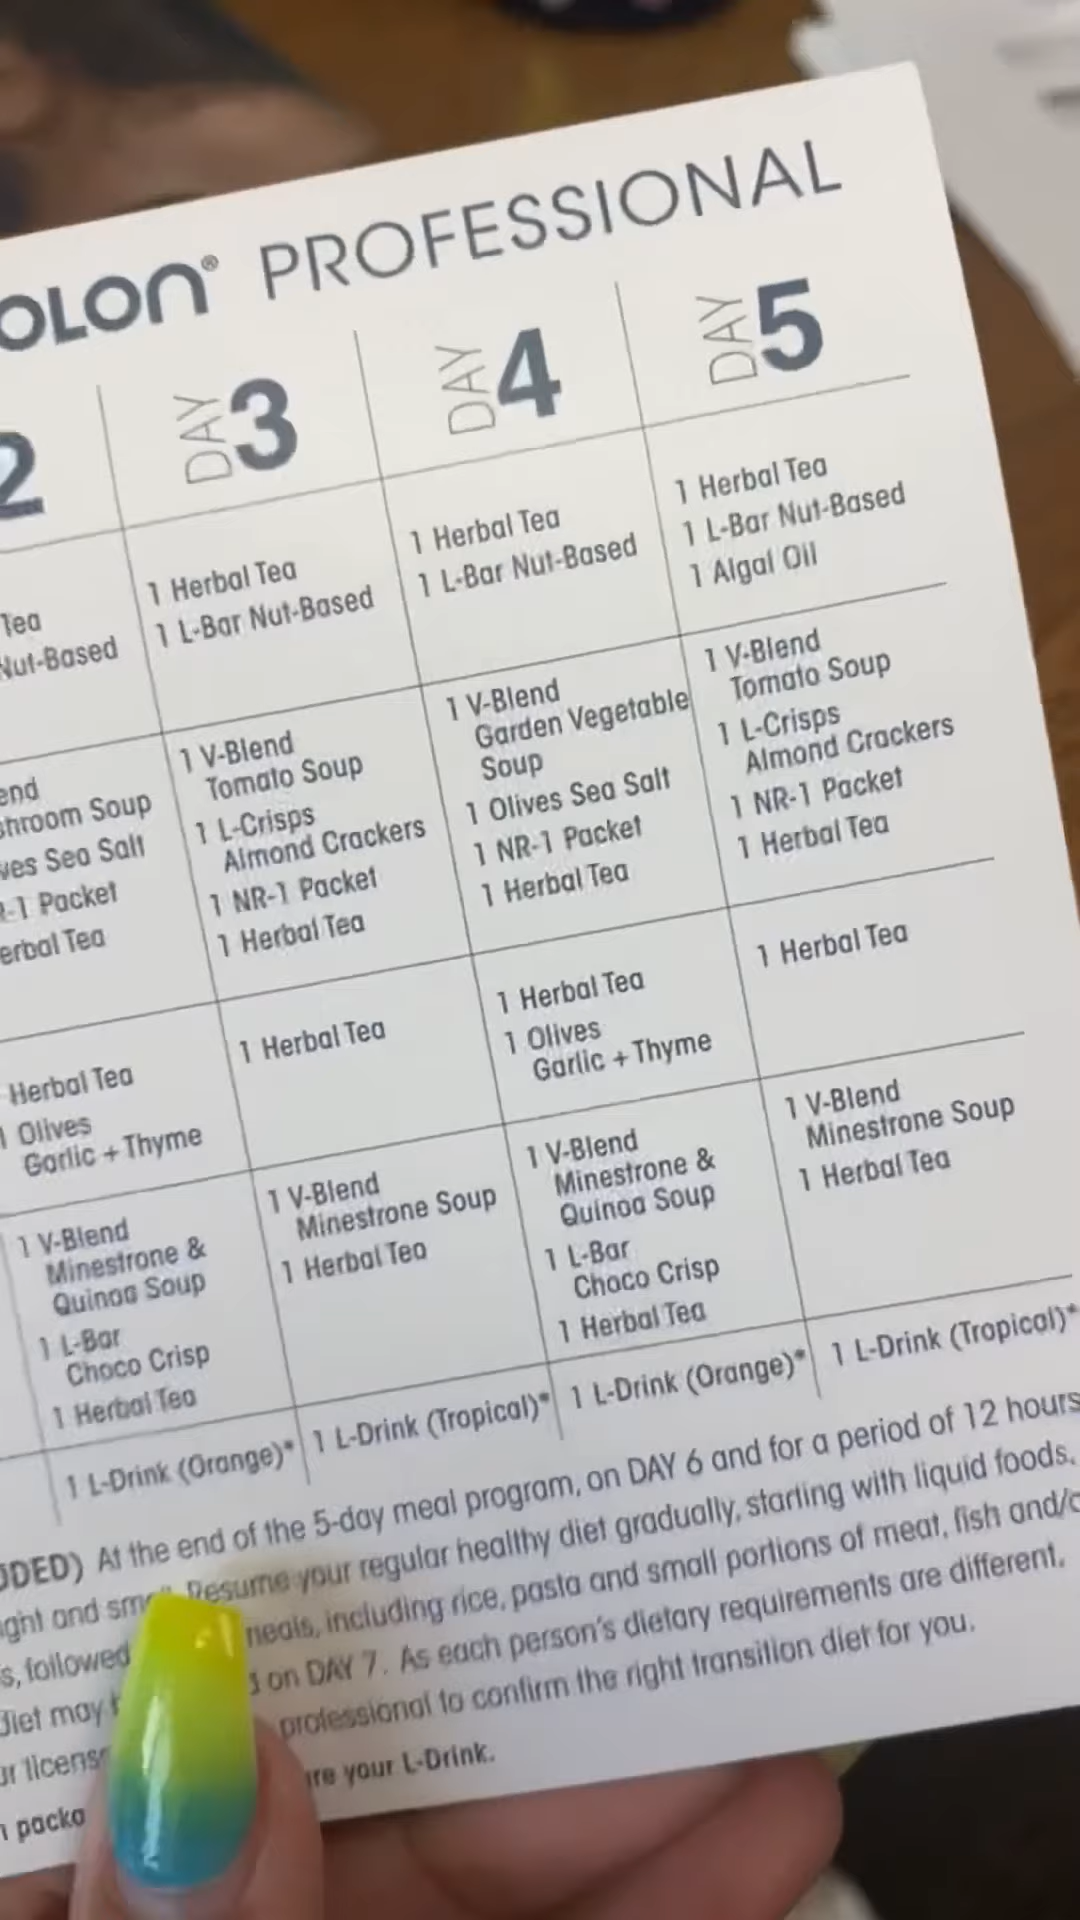 OLON® PROFESSIONAL
2
DAY 3
DAY 4
DAY 5
Tea
Nut-Based
1 Herbal Tea
1 L-Bar Nut-Based
1 Herbal Tea
1 L-Bar Nut-Based
1 Herbal Tea
1 L-Bar Nut-Based
1 Algal Oil
end
shroom Soup
ves Sea Salt
R-1 Packet
erbal Tea
1 V-Blend
Tomato Soup
1 L-Crisps
Almond Crackers
1 NR-1 Packet
1 Herbal Tea
1 V-Blend
Garden Vegetable
Soup
1 Olives Sea Salt
1 NR-1 Packet
1 Herbal Tea
1 V-Blend
Tomato Soup
1 L-Crisps
Almond Crackers
1 NR-1 Packet
1 Herbal Tea
Herbal Tea
1 Olives
Garlic + Thyme
1 Herbal Tea
1 Herbal Tea
1 Olives
Garlic + Thyme
1 Herbal Tea
1 V-Blend
Minestrone &
Quinoa Soup
1 L-Bar
Choco Crisp
1 Herbal Tea
1 V-Blend
Minestrone Soup
1 Herbal Tea
1 V-Blend
Minestrone &
Quinoa Soup
1 L-Bar
Choco Crisp
1 Herbal Tea
1 V-Blend
Minestrone Soup
1 Herbal Tea
1 L-Drink (Orange)*
1 L-Drink (Tropical)*
1 L-Drink (Orange)*
1 L-Drink (Tropical)*
DED) At the end of the 5-day meal program, on DAY 6 and for a period of 12 hours
Resume your regular healthy diet gradually, starting with liquid foods,
s, followed meals, including rice, pasta and small portions of meat, fish and/o
diet may on DAY 7. As each person's dietary requirements are different,
professional to confirm the right transition diet for you.
your L-Drink.